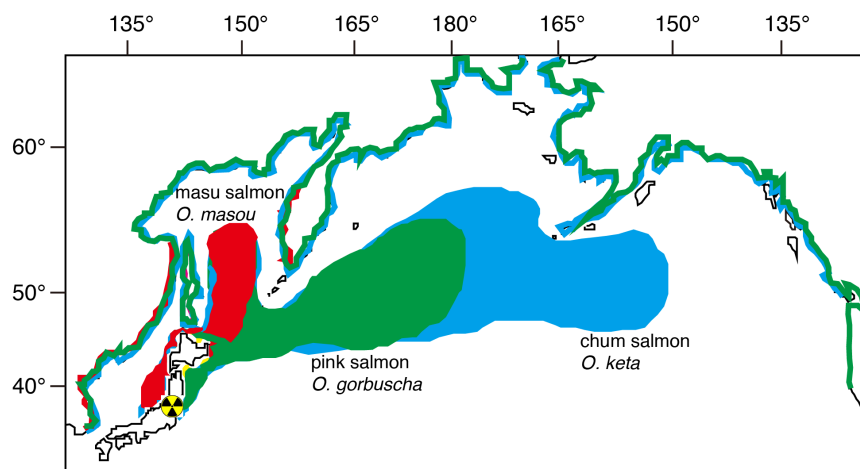 135° 150° 165° 180° 165° 150° 135°
60°
masu salmon
O. masou
50°
chum salmon
O. keta
pink salmon
O. gorbuscha
40°